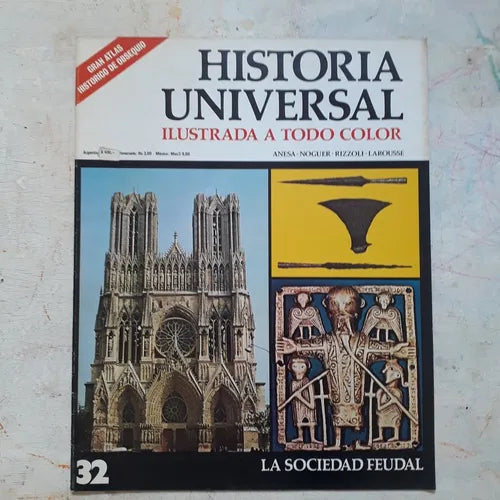 GRAN ATLAS
HISTORICO DE OBSEQUIO
HISTORIA
UNIVERSAL
ILUSTRADA A TODO COLOR
ANESA - NOGUER - RIZZOLI - LAROUSSE
32
LA SOCIEDAD FEUDAL